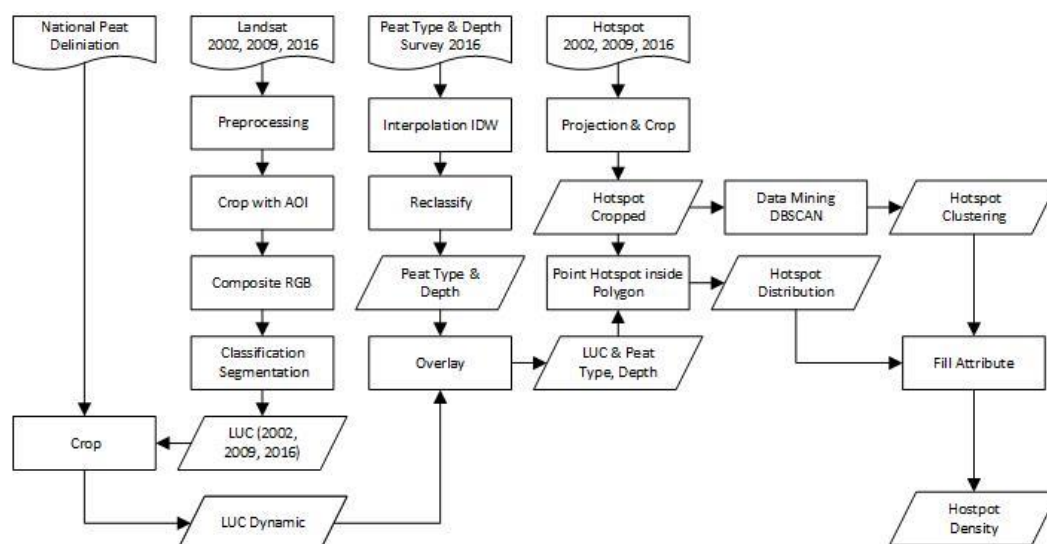 National Peat
Deliniation
Landsat
2002, 2009, 2016
Peat Type & Depth
Survey 2016
Hotspot
2002, 2009, 2016
Preprocessing
Interpolation IDW
Projection & Crop
Crop with AOI
Reclassify
Hotspot
Cropped
Data Mining
DBSCAN
Hotspot
Clustering
Composite RGB
Peat Type &
Depth
Point Hotspot inside
Polygon
Hotspot
Distribution
Classification
Segmentation
Overlay
LUC & Peat
Type, Depth
Fill Attribute
Crop
LUC (2002,
2009, 2016)
LUC Dynamic
Hostpot
Density